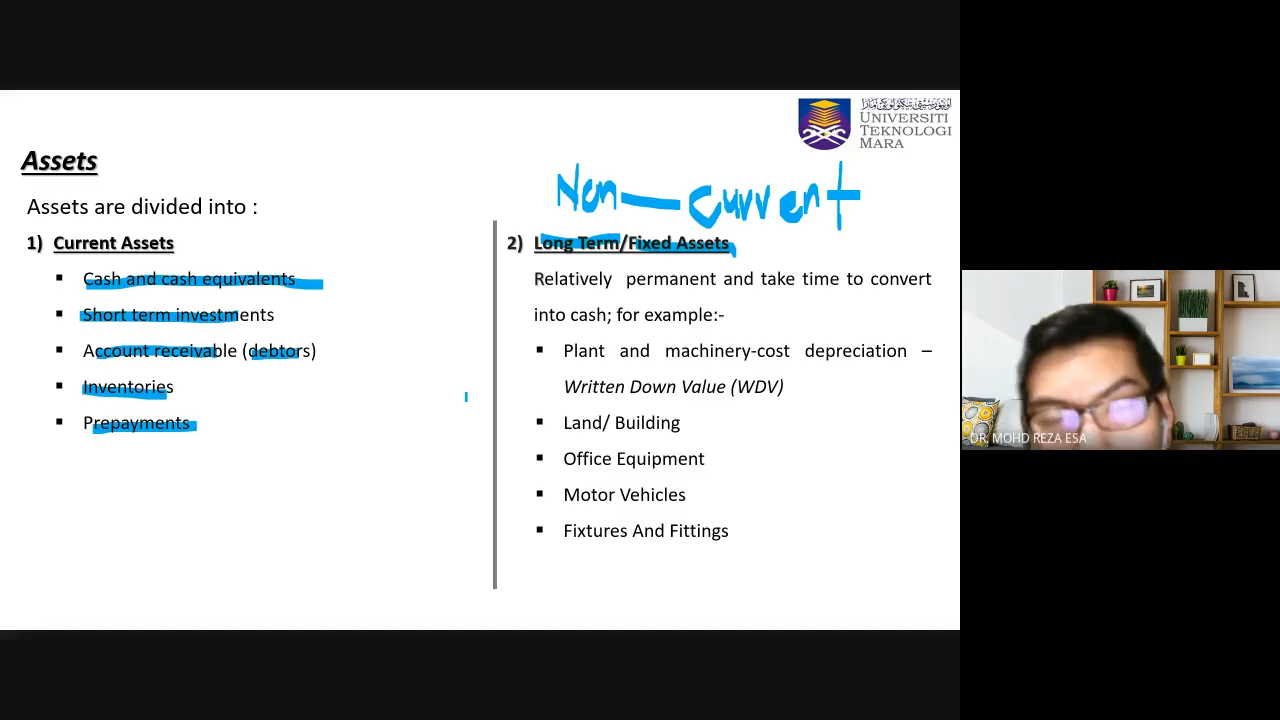 UNIVERSITI
TEKNOLOGI
MARA
Assets
Non-Current
Assets are divided into :
1) Current Assets
▪ Cash and cash equivalents
▪ Short term investments
▪ Account receivable (debtors)
▪ Inventories
▪ Prepayments
2) Long Term/Fixed Assets
Relatively permanent and take time to convert
into cash; for example:-
▪ Plant and machinery-cost depreciation –
Written Down Value (WDV)
▪ Land/ Building
▪ Office Equipment
▪ Motor Vehicles
▪ Fixtures And Fittings
DR. MOHD REZA ESA